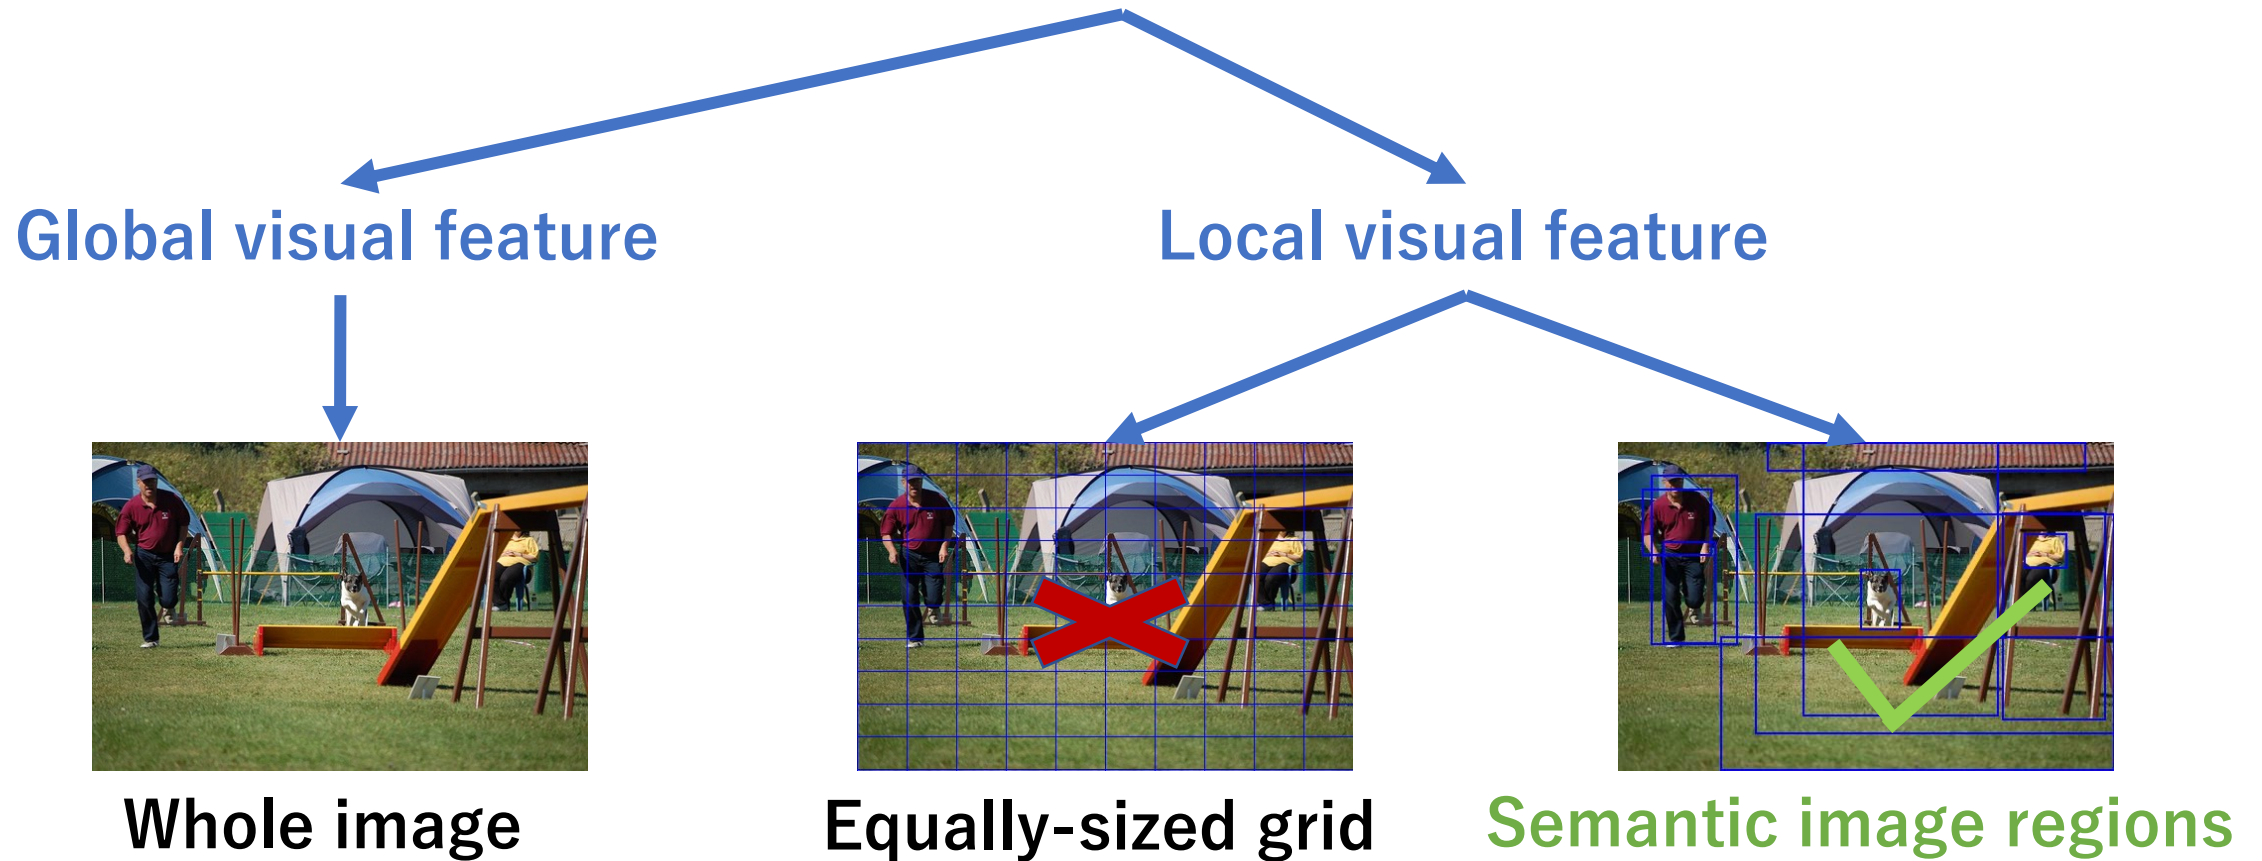 Global visual feature
Local visual feature
Whole image
Equally-sized grid
Semantic image regions